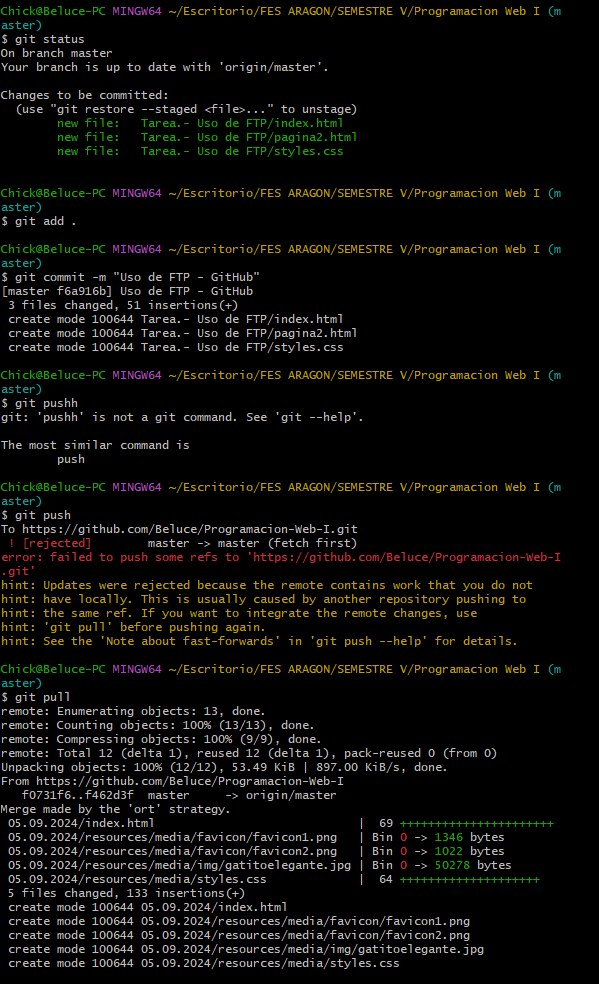 Chick@Beluce-PC MINGW64 ~/Escritorio/FES ARAGON/SEMESTRE V/Programacion Web I (m
aster)
$ git status
On branch master
Your branch is up to date with 'origin/master'.
Changes to be committed:
  (use "git restore --staged <file>..." to unstage)
        new file:   Tarea.- Uso de FTP/index.html
        new file:   Tarea.- Uso de FTP/pagina2.html
        new file:   Tarea.- Uso de FTP/styles.css
Chick@Beluce-PC MINGW64 ~/Escritorio/FES ARAGON/SEMESTRE V/Programacion Web I (m
aster)
$ git add .
Chick@Beluce-PC MINGW64 ~/Escritorio/FES ARAGON/SEMESTRE V/Programacion Web I (m
aster)
$ git commit -m "Uso de FTP - GitHub"
[master f6a916b] Uso de FTP - GitHub
 3 files changed, 51 insertions(+)
 create mode 100644 Tarea.- Uso de FTP/index.html
 create mode 100644 Tarea.- Uso de FTP/pagina2.html
 create mode 100644 Tarea.- Uso de FTP/styles.css
Chick@Beluce-PC MINGW64 ~/Escritorio/FES ARAGON/SEMESTRE V/Programacion Web I (m
aster)
$ git pushh
git: 'pushh' is not a git command. See 'git --help'.
The most similar command is
        push
Chick@Beluce-PC MINGW64 ~/Escritorio/FES ARAGON/SEMESTRE V/Programacion Web I (m
aster)
$ git push
To https://github.com/Beluce/Programacion-Web-I.git
 ! [rejected]        master -> master (fetch first)
error: failed to push some refs to 'https://github.com/Beluce/Programacion-Web-I
.git'
hint: Updates were rejected because the remote contains work that you do not
hint: have locally. This is usually caused by another repository pushing to
hint: the same ref. If you want to integrate the remote changes, use
hint: 'git pull' before pushing again.
hint: See the 'Note about fast-forwards' in 'git push --help' for details.
Chick@Beluce-PC MINGW64 ~/Escritorio/FES ARAGON/SEMESTRE V/Programacion Web I (m
aster)
$ git pull
remote: Enumerating objects: 13, done.
remote: Counting objects: 100% (13/13), done.
remote: Compressing objects: 100% (9/9), done.
remote: Total 12 (delta 1), reused 12 (delta 1), pack-reused 0 (from 0)
Unpacking objects: 100% (12/12), 53.49 KiB | 897.00 KiB/s, done.
From https://github.com/Beluce/Programacion-Web-I
   f0731f6..f462d3f  master     -> origin/master
Merge made by the 'ort' strategy.
 05.09.2024/index.html                             |  69 ++++++++++++++++++++++
 05.09.2024/resources/media/favicon/favicon1.png   | Bin 0 -> 1346 bytes
 05.09.2024/resources/media/favicon/favicon2.png   | Bin 0 -> 1022 bytes
 05.09.2024/resources/media/img/gatitoelegante.jpg | Bin 0 -> 50278 bytes
 05.09.2024/resources/media/styles.css             |  64 ++++++++++++++++++++
 5 files changed, 133 insertions(+)
 create mode 100644 05.09.2024/index.html
 create mode 100644 05.09.2024/resources/media/favicon/favicon1.png
 create mode 100644 05.09.2024/resources/media/favicon/favicon2.png
 create mode 100644 05.09.2024/resources/media/img/gatitoelegante.jpg
 create mode 100644 05.09.2024/resources/media/styles.css